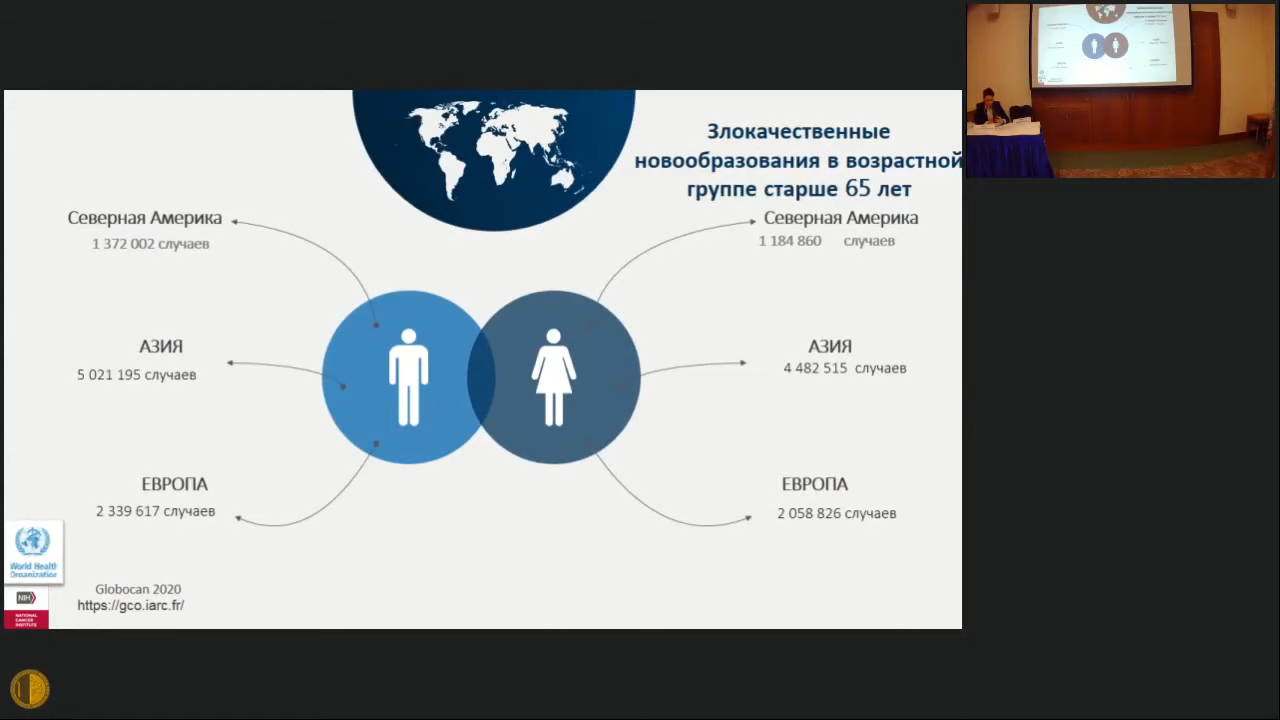 Злокачественные
новообразования в возрастной
группе старше 65 лет
Северная Америка
1 372 002 случаев
Северная Америка
1 184 860 случаев
АЗИЯ
5 021 195 случаев
АЗИЯ
4 482 515 случаев
ЕВРОПА
2 339 617 случаев
ЕВРОПА
2 058 826 случаев
World Health
Organization
NIH
NATIONAL
CANCER
INSTITUTE
Globocan 2020
https://gco.iarc.fr/